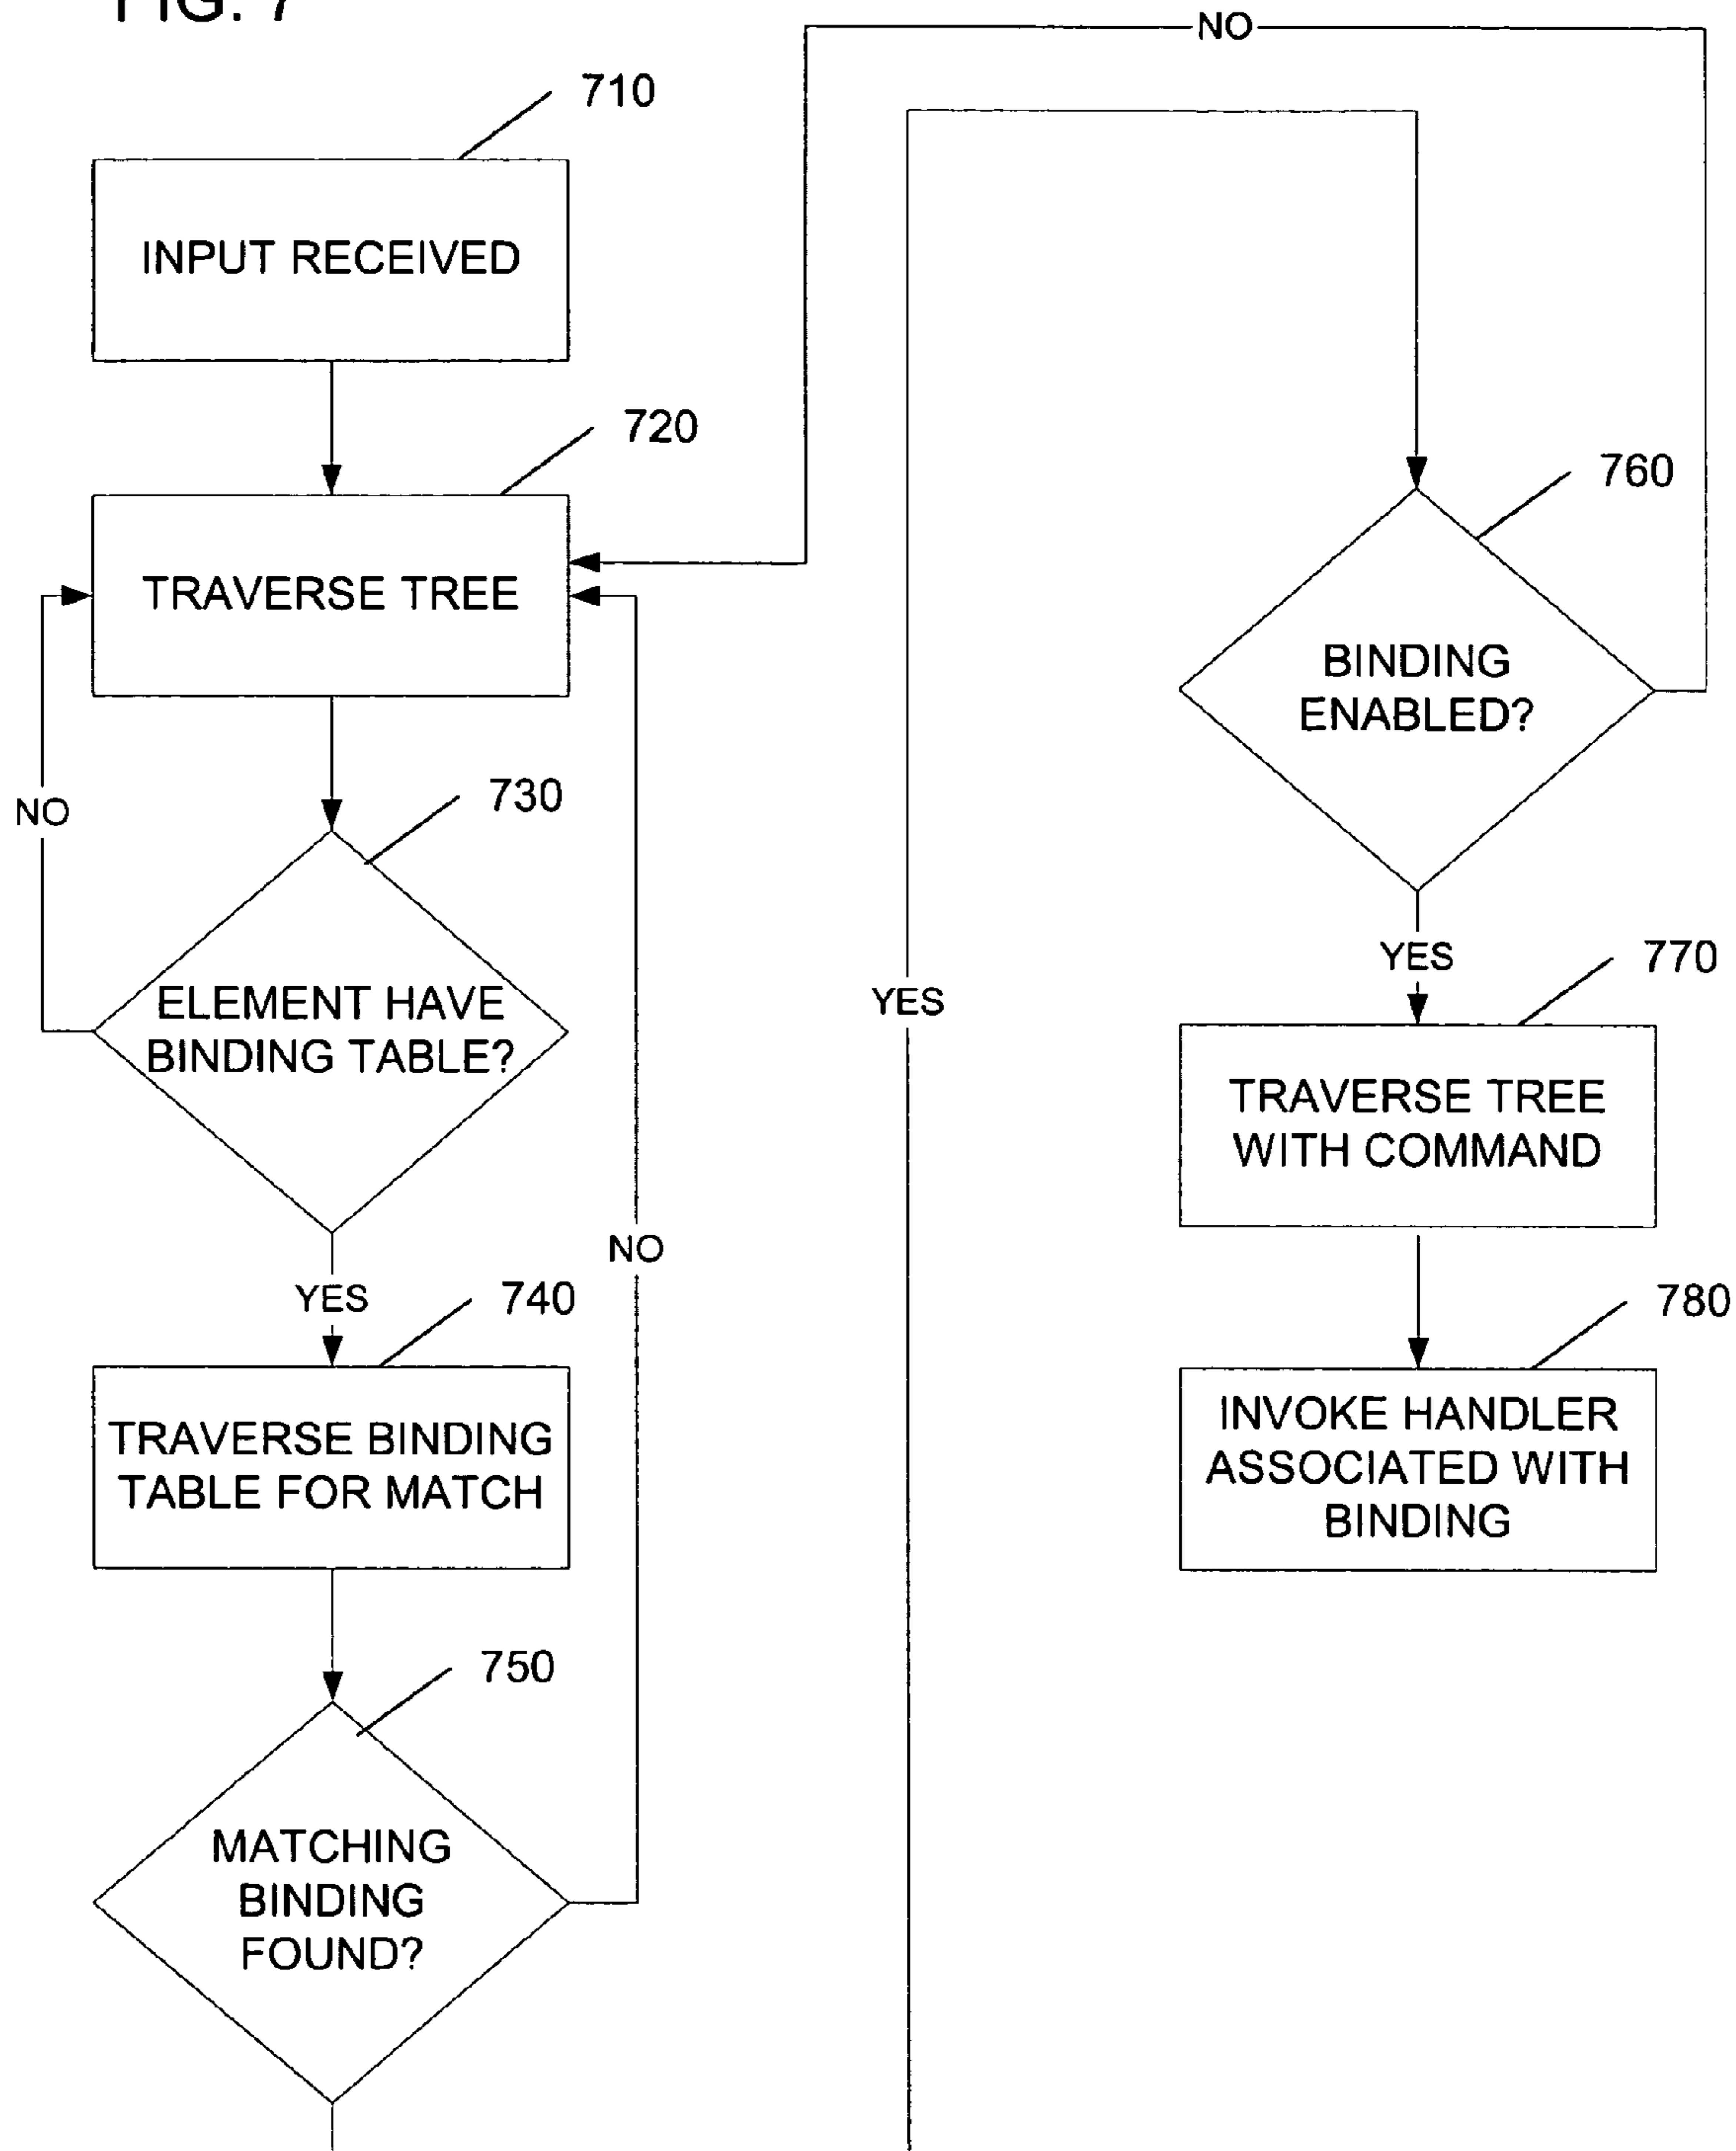 FIG. 7
710
INPUT RECEIVED
720
TRAVERSE TREE
NO
730
ELEMENT HAVE
BINDING TABLE?
NO
YES
740
TRAVERSE BINDING
TABLE FOR MATCH
750
MATCHING
BINDING
FOUND?
YES
NO
760
BINDING
ENABLED?
YES
770
TRAVERSE TREE
WITH COMMAND
780
INVOKE HANDLER
ASSOCIATED WITH
BINDING